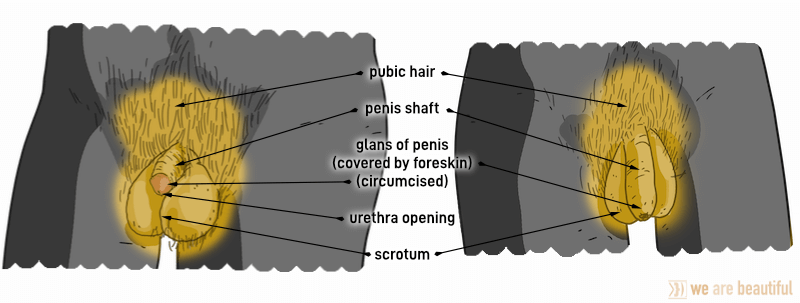 pubic hair
penis shaft
glans of penis
(covered by foreskin)
(circumcised)
urethra opening
scrotum
we are beautiful